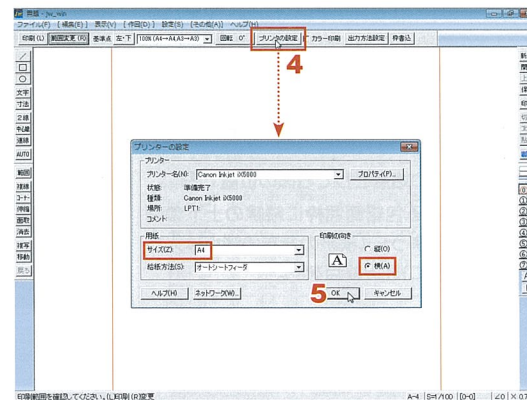 無題 - jw_win
ファイル(F) [編集(E)] 表示(V) [作図(D)] 設定(S) [その他(A)] ヘルプ(H)
印刷(L) 範囲変更(R) 基準点 左・下 100% (A4→A4,A3→A3) 回転 0° プリンタの設定 カラー印刷 出力方法設定 枠書込
4
文字
寸法
2線
中心線
連線
AUTO
範囲
複線
コーナー
伸縮
面取
消去
複写
移動
戻る
プリンターの設定
プリンター
プリンター名(N): Canon Inkjet iX5000 プロパティ(P)...
状態: 準備完了
種類: Canon Inkjet iX5000
場所: LPT1:
コメント:
用紙
サイズ(Z): A4
給紙方法(S): オートシートフィーダ
印刷の向き
A
縦(O)
横(A)
ヘルプ(H) ネットワーク(W)...
5
OK キャンセル
印刷範囲を確認してください。(L)印刷 (R)変更
A-4 S=1/100 [0-0] ∠0 × 0.